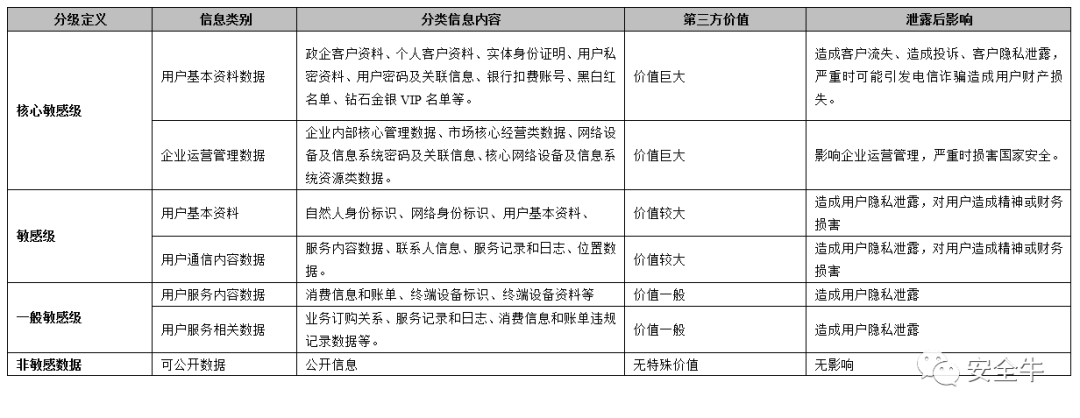 分级定义 信息类别 分类信息内容 第三方价值 泄露后影响
核心敏感级
用户基本资料数据
政企客户资料、个人客户资料、实体身份证明、用户私
密资料、用户密码及关联信息、银行扣费账号、黑白红
名单、钻石金银 VIP 名单等。
价值巨大
造成客户流失、造成投诉、客户隐私泄露，
严重时可能引发电信诈骗造成用户财产损
失。
企业运营管理数据
企业内部核心管理数据、市场核心经营类数据、网络设
备及信息系统密码及关联信息、核心网络设备及信息系
统资源类数据。
价值巨大
影响企业运营管理，严重时损害国家安全。
敏感级
用户基本资料
自然人身份标识、网络身份标识、用户基本资料、
价值较大
造成用户隐私泄露，对用户造成精神或财务
损害
用户通信内容数据
服务内容数据、联系人信息、服务记录和日志、位置数
据。
价值较大
造成用户隐私泄露，对用户造成精神或财务
损害
一般敏感级
用户服务内容数据
消费信息和账单、终端设备标识、终端设备资料等
价值一般
造成用户隐私泄露
用户服务相关数据
业务订购关系、服务记录和日志、消费信息和账单违规
记录数据等。
价值一般
造成用户隐私泄露
非敏感数据 可公开数据 公开信息 无特殊价值 无影响
安全牛